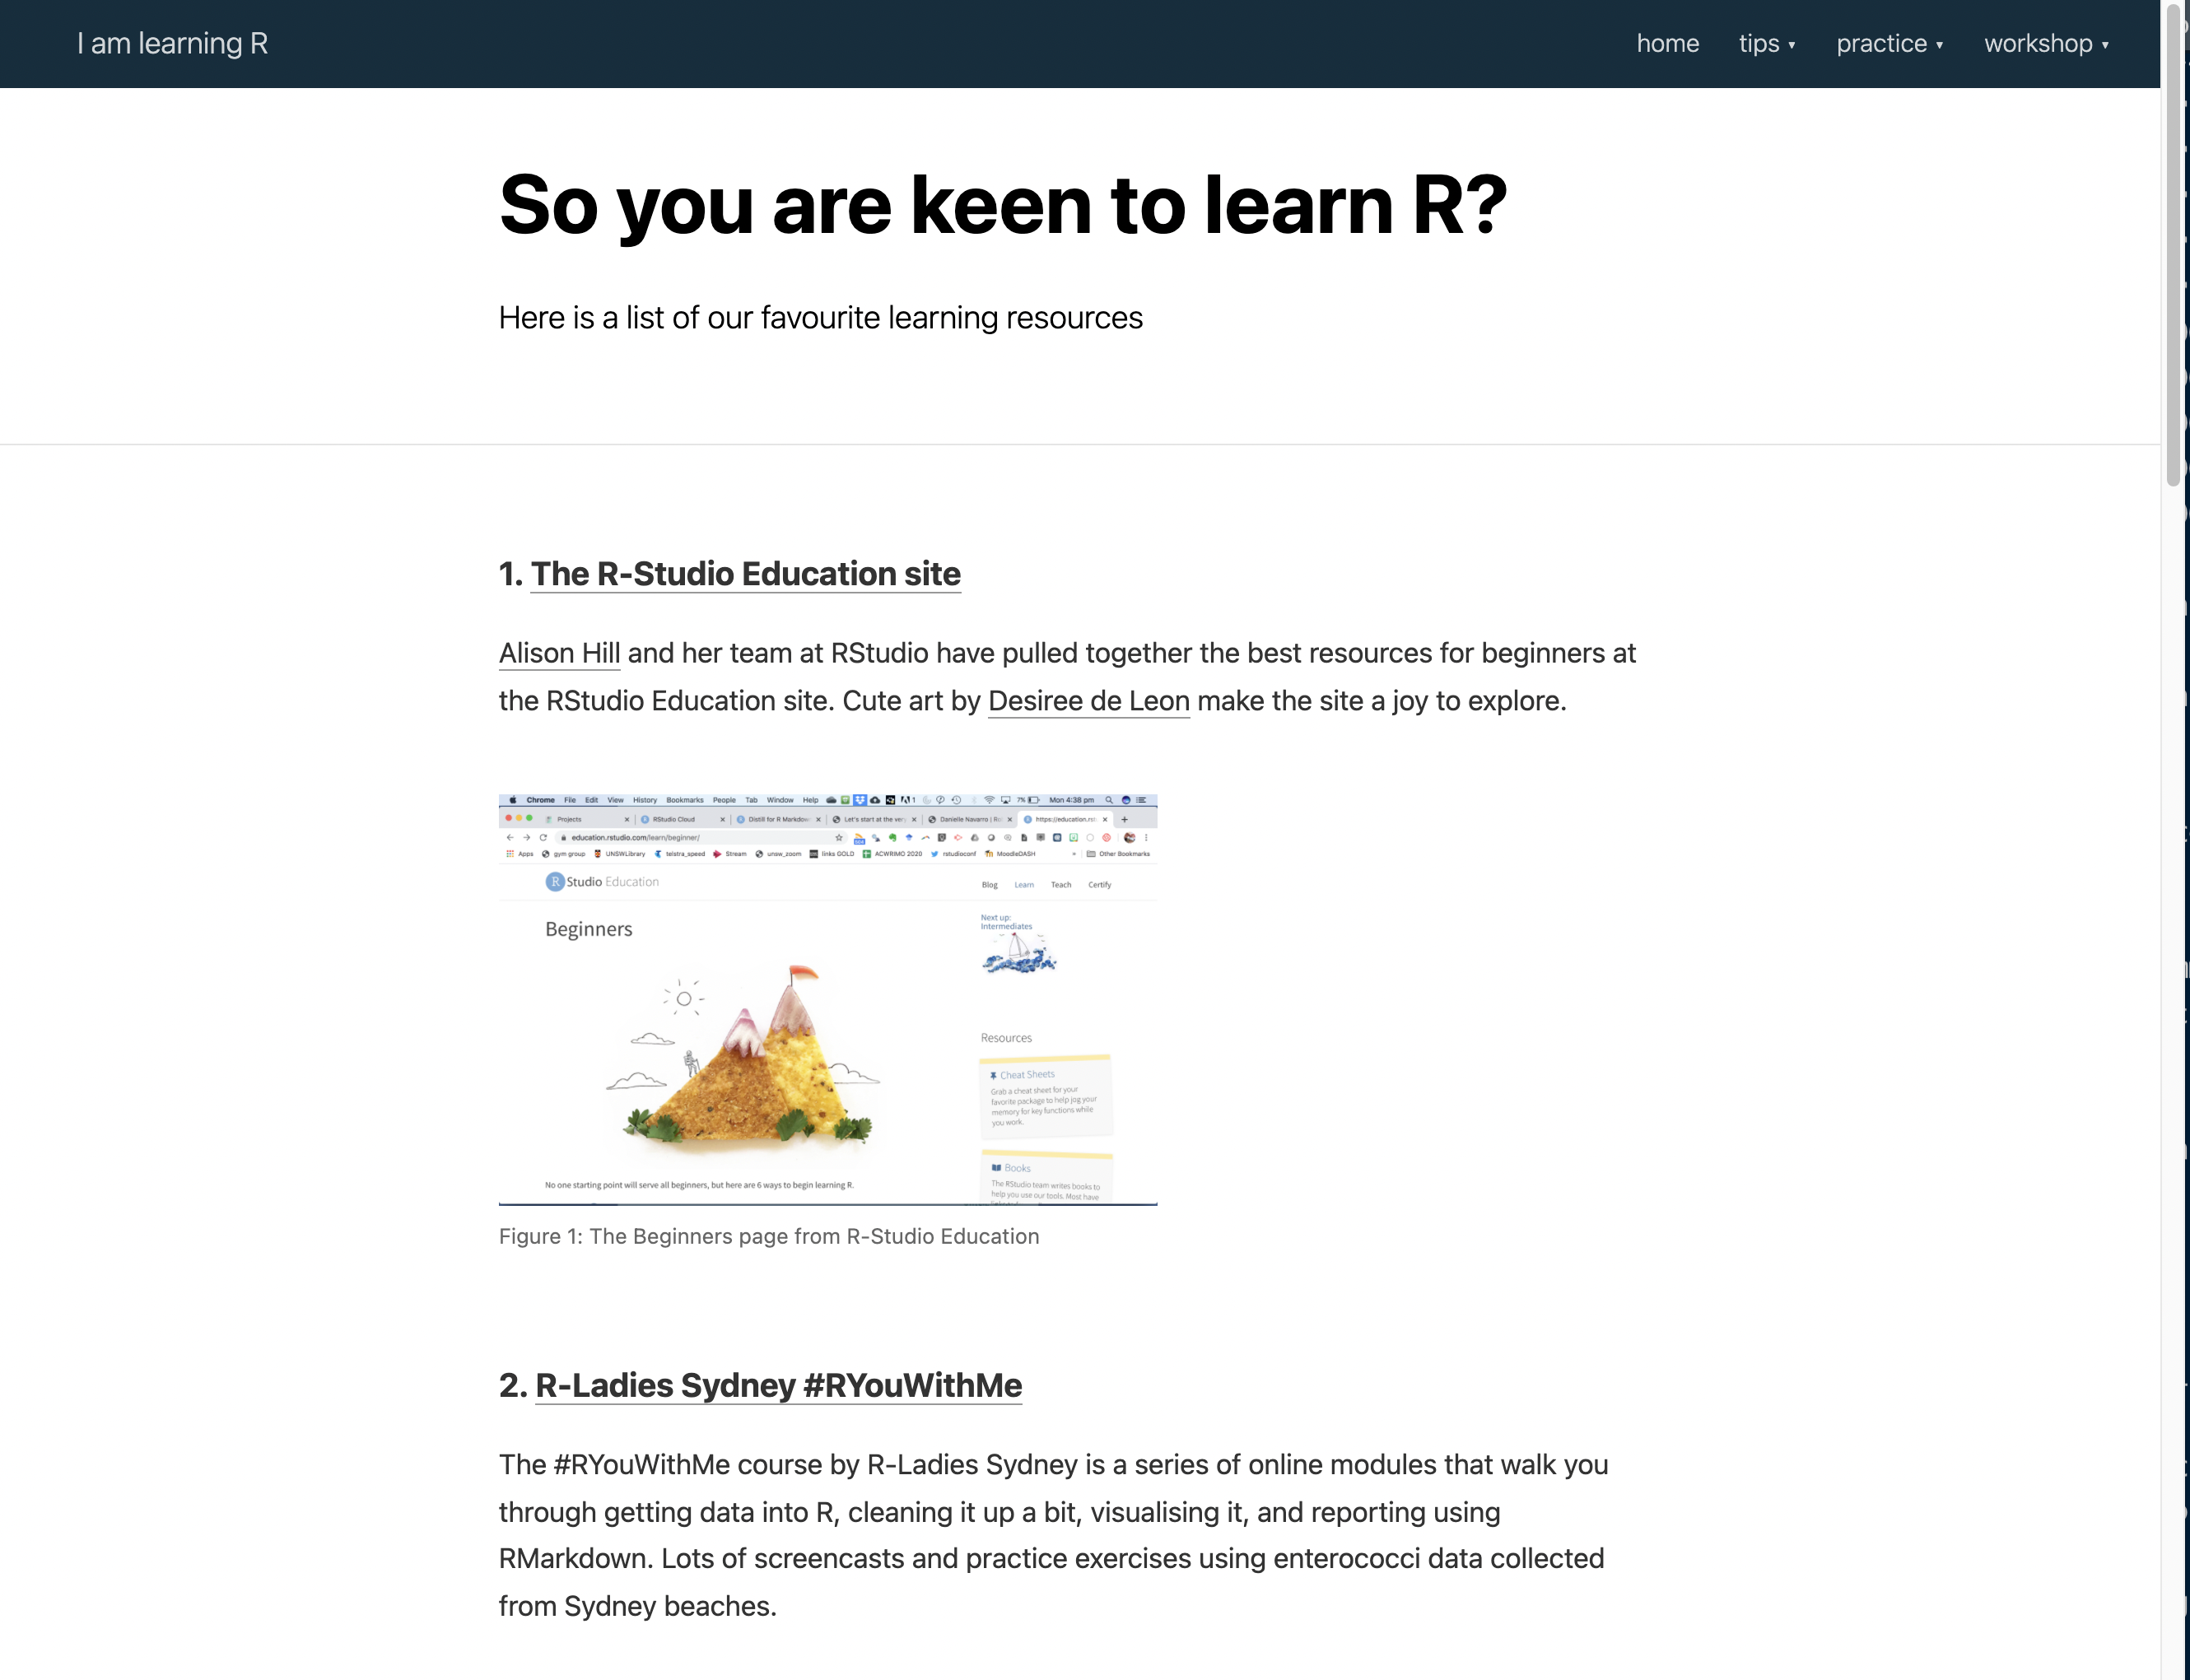 I am learning R
home tips ▾ practice ▾ workshop ▾
So you are keen to learn R?
Here is a list of our favourite learning resources
1. The R-Studio Education site
Alison Hill and her team at RStudio have pulled together the best resources for beginners at
the RStudio Education site. Cute art by Desiree de Leon make the site a joy to explore.
Chrome File Edit View History Bookmarks People Tab Window Help 7% Mon 4:38 pm
Projects RStudio Cloud Distill for R Markdow Let's start at the very Danielle Navarro | Ro https://education.rst
education.rstudio.com/learn/beginner/
Apps gym group UNSWLibrary telstra_speed Stream unsw_zoom links GOLD ACWRIMO 2020 rstudioconf MoodleDASH » Other Bookmarks
R Studio Education
Blog Learn Teach Certify
Beginners
Next up:
Intermediates
Resources
Cheat Sheets
Grab a cheat sheet for your
favorite package to help jog your
memory for key functions while
you work.
Books
The RStudio team writes books to
help you use our tools. Most have
No one starting point will serve all beginners, but here are 6 ways to begin learning R.
Figure 1: The Beginners page from R-Studio Education
2. R-Ladies Sydney #RYouWithMe
The #RYouWithMe course by R-Ladies Sydney is a series of online modules that walk you
through getting data into R, cleaning it up a bit, visualising it, and reporting using
RMarkdown. Lots of screencasts and practice exercises using enterococci data collected
from Sydney beaches.